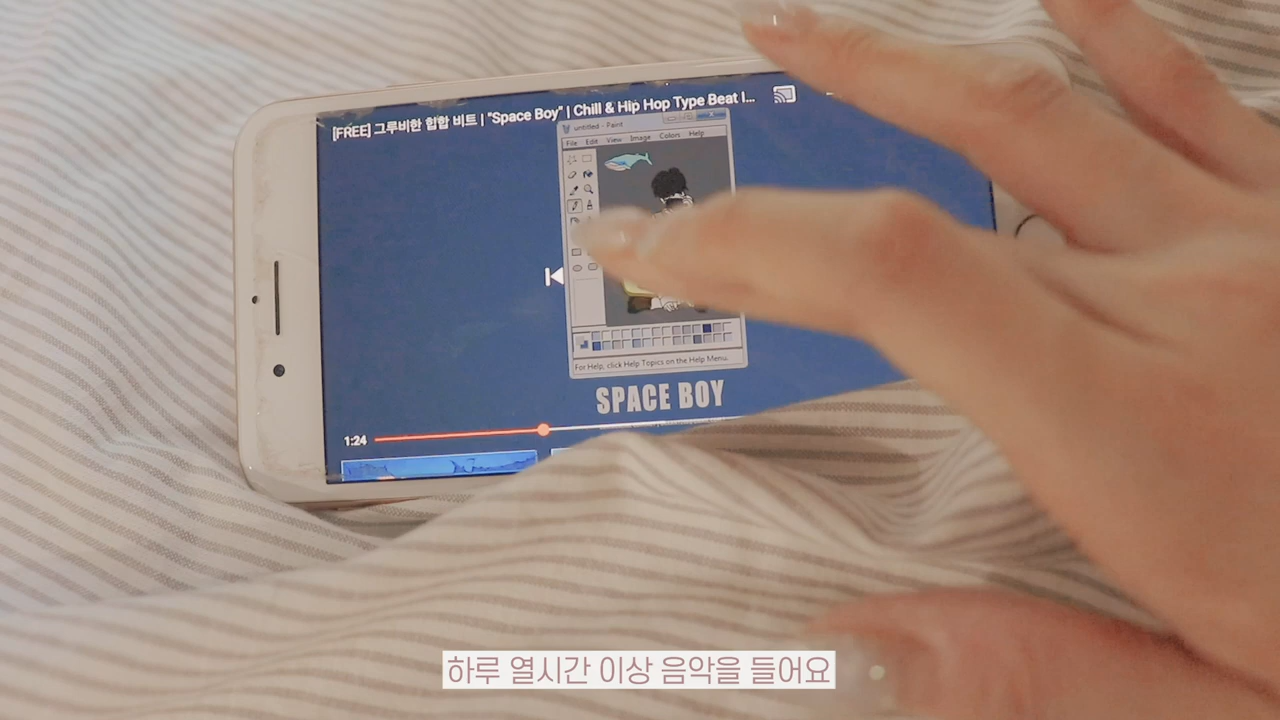 [FREE] 그루비한 힙합 비트 | "Space Boy" | Chill & Hip Hop Type Beat I...
untitled - Paint
File Edit View Image Colors Help
For Help, click Help Topics on the Help Menu.
SPACE BOY
1:24
하루 열시간 이상 음악을 들어요